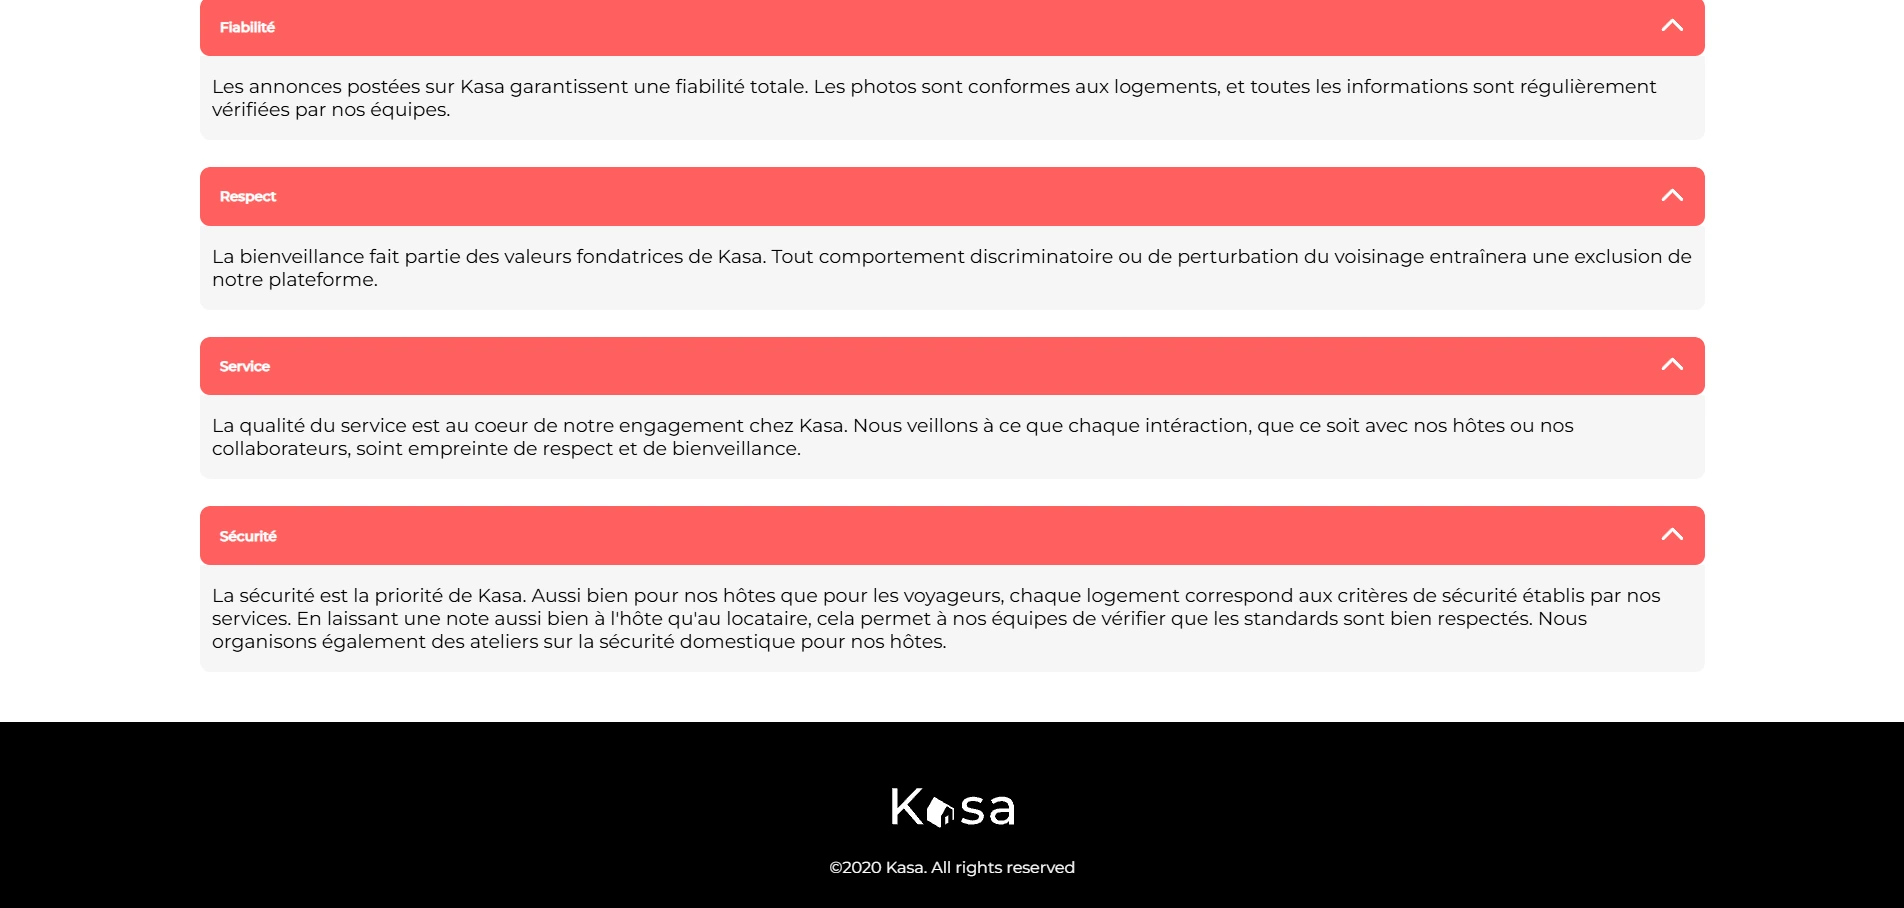 Fiabilité
Les annonces postées sur Kasa garantissent une fiabilité totale. Les photos sont conformes aux logements, et toutes les informations sont régulièrement
vérifiées par nos équipes.
Respect
La bienveillance fait partie des valeurs fondatrices de Kasa. Tout comportement discriminatoire ou de perturbation du voisinage entraînera une exclusion de
notre plateforme.
Service
La qualité du service est au coeur de notre engagement chez Kasa. Nous veillons à ce que chaque intéraction, que ce soit avec nos hôtes ou nos
collaborateurs, soint empreinte de respect et de bienveillance.
Sécurité
La sécurité est la priorité de Kasa. Aussi bien pour nos hôtes que pour les voyageurs, chaque logement correspond aux critères de sécurité établis par nos
services. En laissant une note aussi bien à l'hôte qu'au locataire, cela permet à nos équipes de vérifier que les standards sont bien respectés. Nous
organisons également des ateliers sur la sécurité domestique pour nos hôtes.
Kasa
©2020 Kasa. All rights reserved